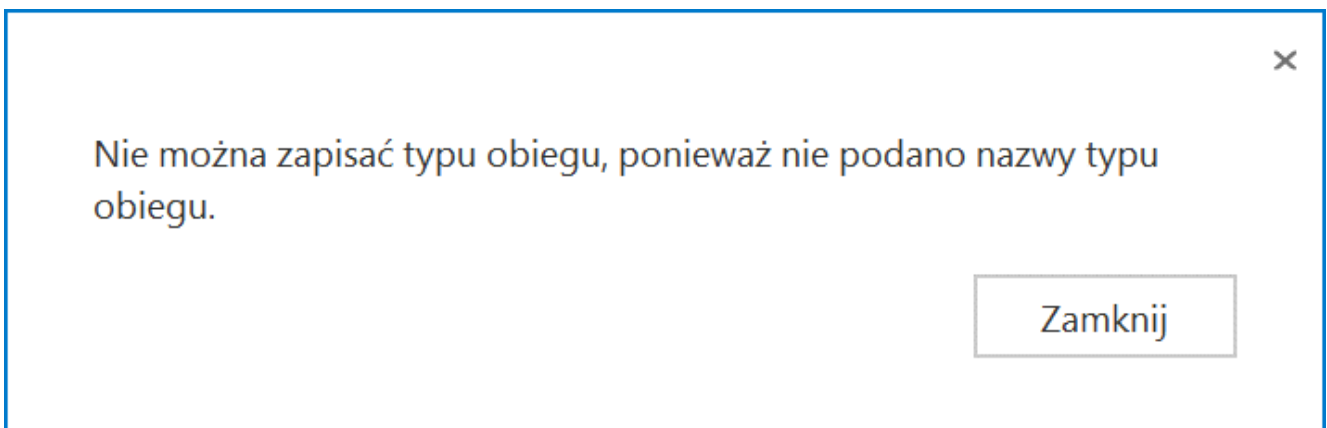 Nie można zapisać typu obiegu, ponieważ nie podano nazwy typu
obiegu.
Zamknij